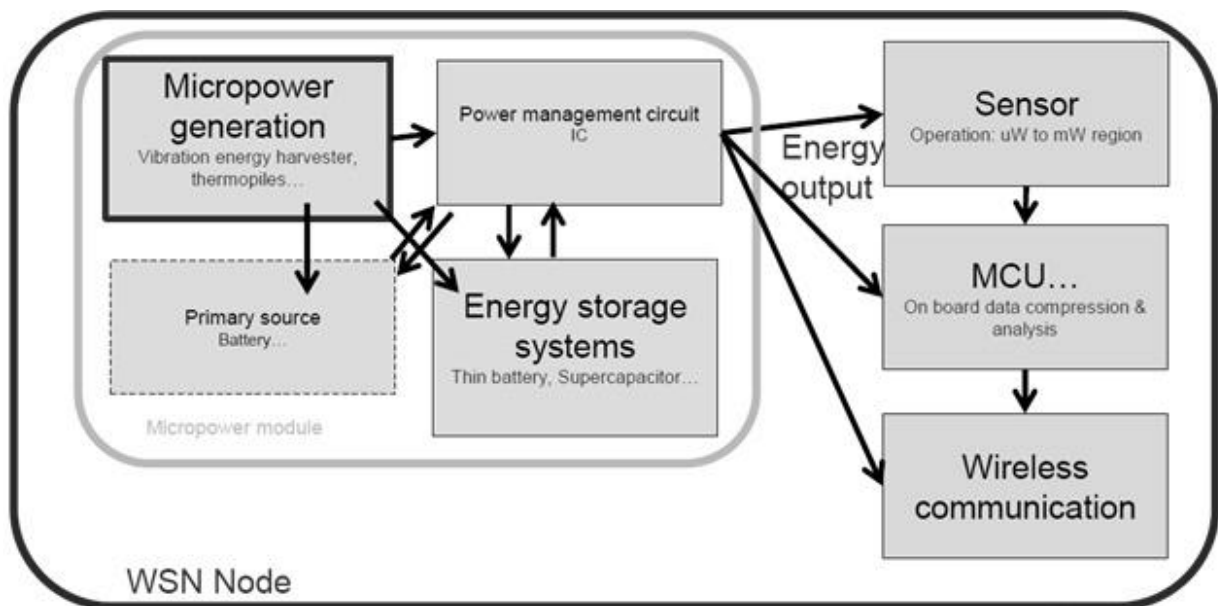 Micropower
generation
Vibration energy harvester,
thermopiles…
Power management circuit
IC
Sensor
Operation: uW to mW region
Energy
output
Primary source
Battery…
Energy storage
systems
Thin battery, Supercapacitor…
MCU…
On board data compression &
analysis
Micropower module
Wireless
communication
WSN Node